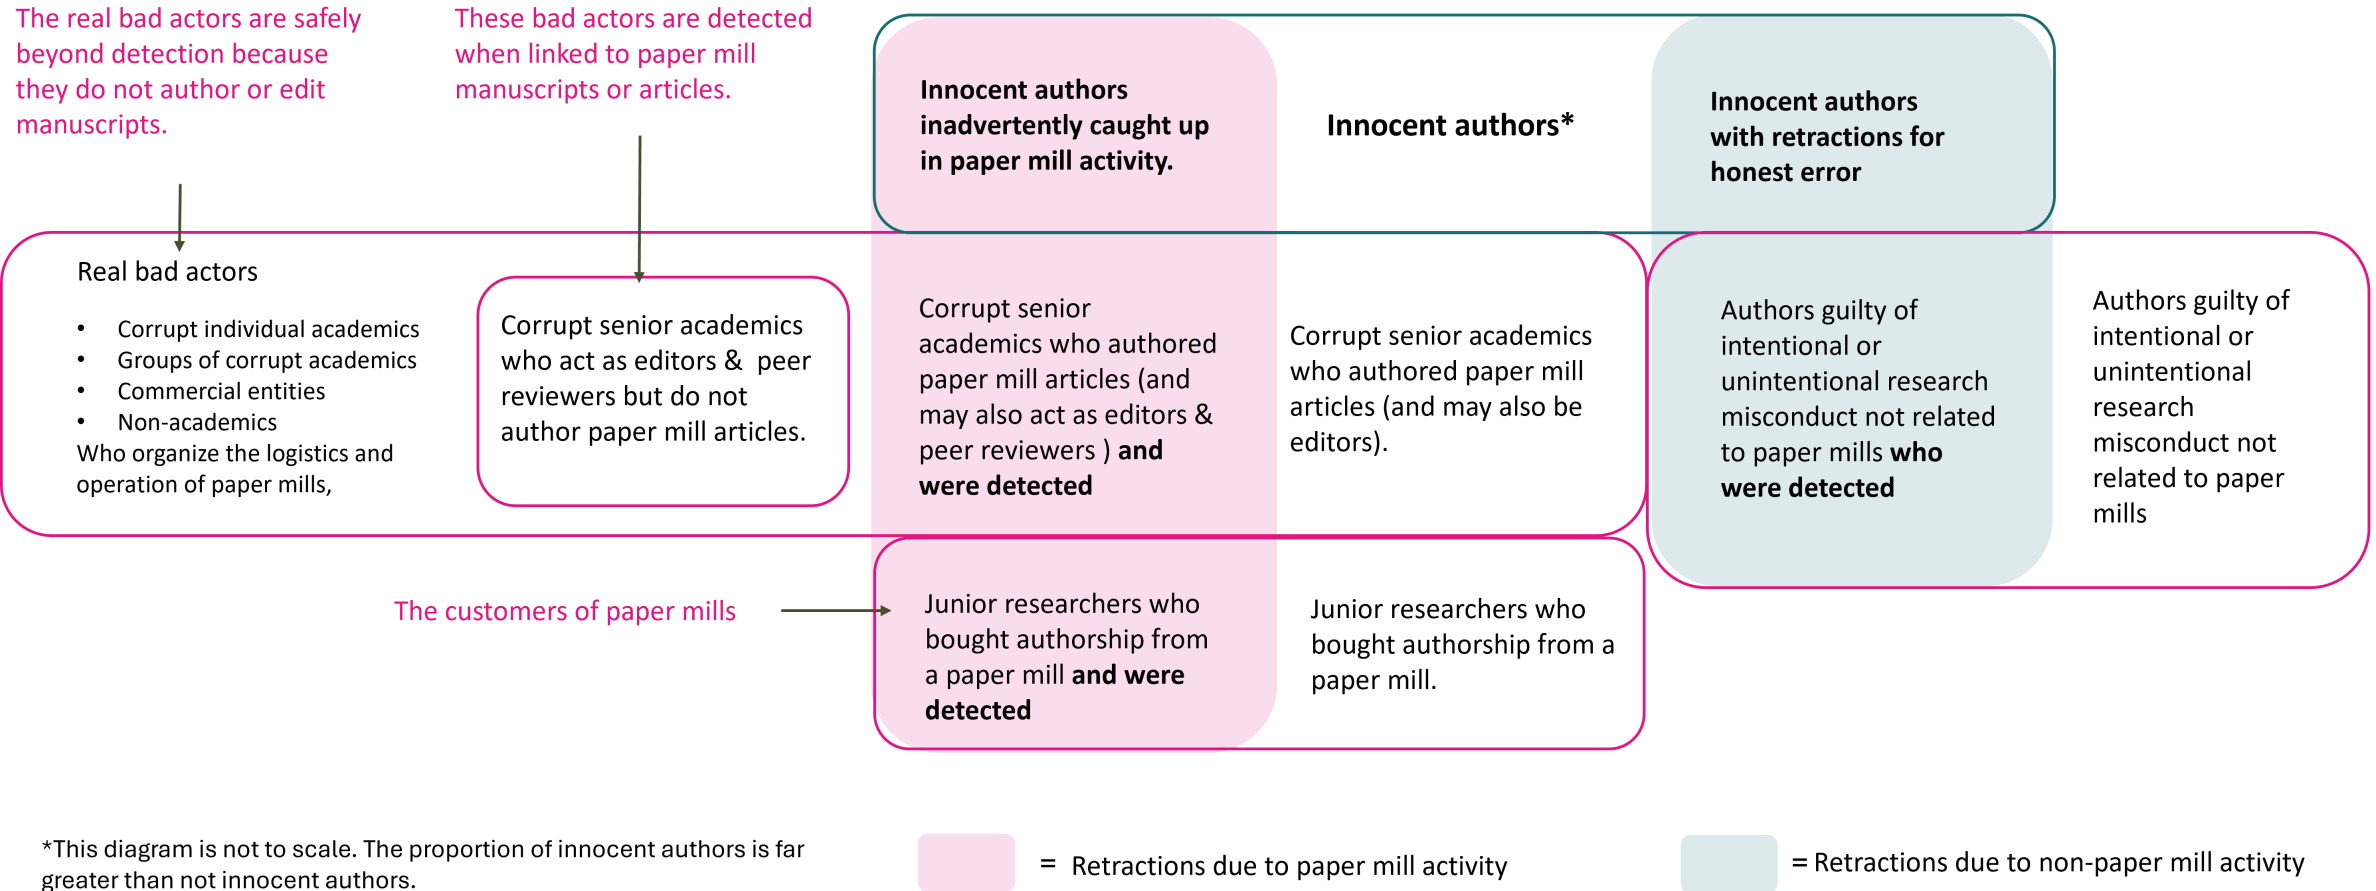 The real bad actors are safely
beyond detection because
they do not author or edit
manuscripts.
These bad actors are detected
when linked to paper mill
manuscripts or articles.
Innocent authors
inadvertently caught up
in paper mill activity.
Innocent authors*
Innocent authors
with retractions for
honest error
Real bad actors
• Corrupt individual academics
• Groups of corrupt academics
• Commercial entities
• Non-academics
Who organize the logistics and
operation of paper mills,
Corrupt senior academics
who act as editors & peer
reviewers but do not
author paper mill articles.
Corrupt senior
academics who authored
paper mill articles (and
may also act as editors &
peer reviewers ) and
were detected
Corrupt senior academics
who authored paper mill
articles (and may also be
editors).
Authors guilty of
intentional or
unintentional research
misconduct not related
to paper mills who
were detected
Authors guilty of
intentional or
unintentional
research
misconduct not
related to paper
mills
The customers of paper mills
Junior researchers who
bought authorship from
a paper mill and were
detected
Junior researchers who
bought authorship from a
paper mill.
*This diagram is not to scale. The proportion of innocent authors is far
greater than not innocent authors.
= Retractions due to paper mill activity
= Retractions due to non-paper mill activity